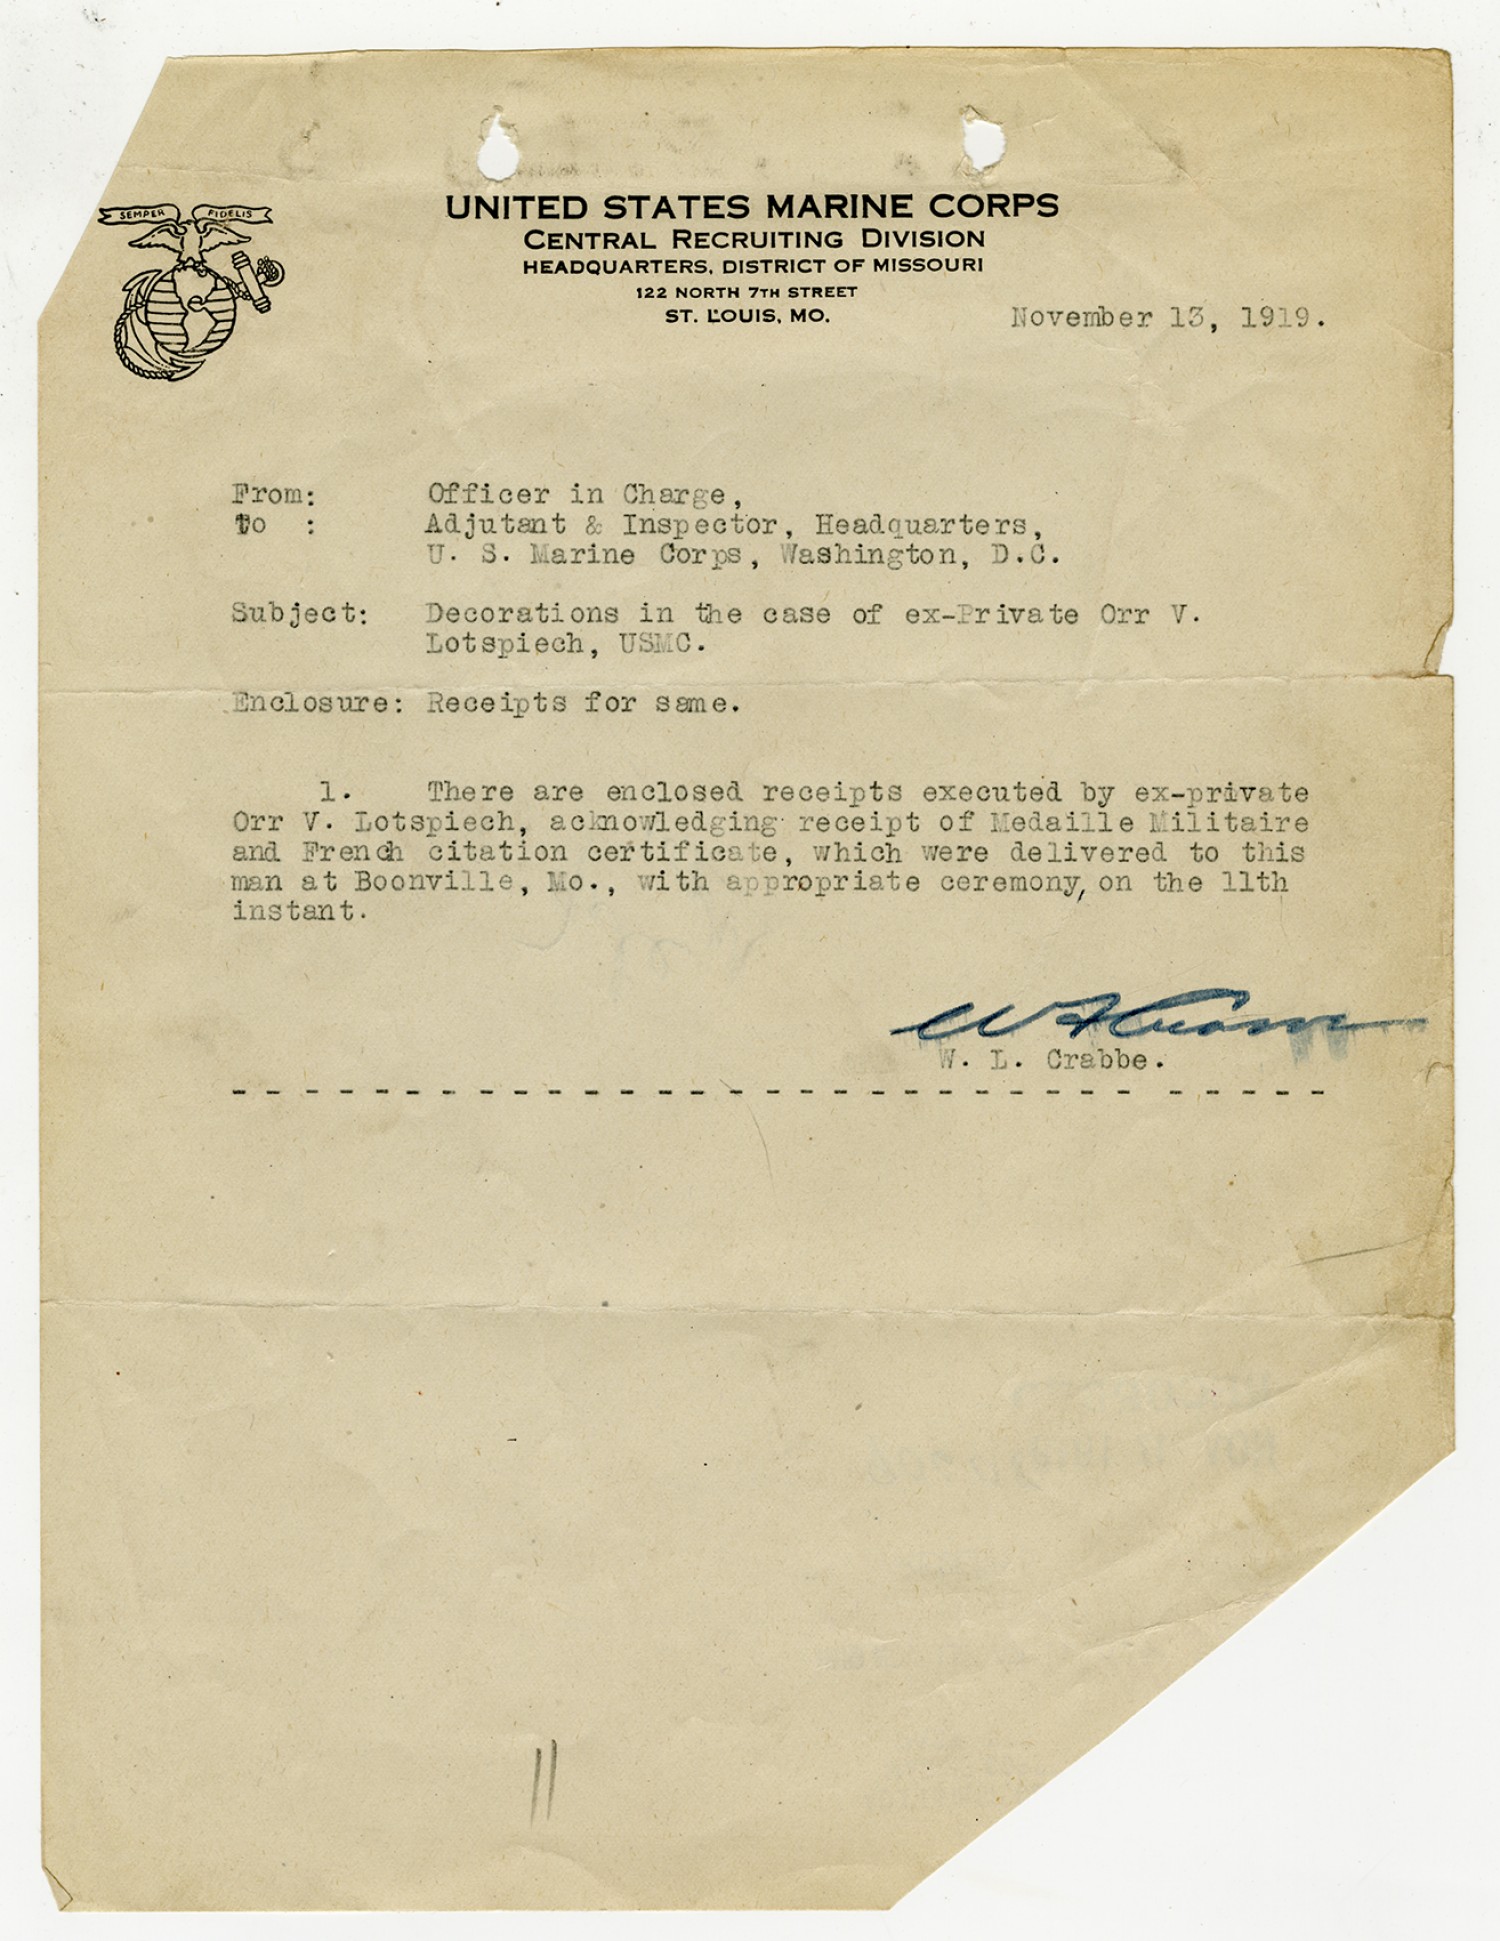 SEMPER FIDELIS
UNITED STATES MARINE CORPS
CENTRAL RECRUITING DIVISION
HEADQUARTERS, DISTRICT OF MISSOURI
122 NORTH 7TH STREET
ST. LOUIS, MO.
November 13, 1919.
From: Officer in Charge,
To : Adjutant & Inspector, Headquarters,
U. S. Marine Corps, Washington, D.C.
Subject: Decorations in the case of ex-Private Orr V.
Lotspiech, USMC.
Enclosure: Receipts for same.
1. There are enclosed receipts executed by ex-private
Orr V. Lotspiech, acknowledging receipt of Medaille Militaire
and French citation certificate, which were delivered to this
man at Boonville, Mo., with appropriate ceremony, on the 11th
instant.
W. L. Crabbe.
- - - - - - - - - - - - - - - - - - - - - - - - - - - - - -
11